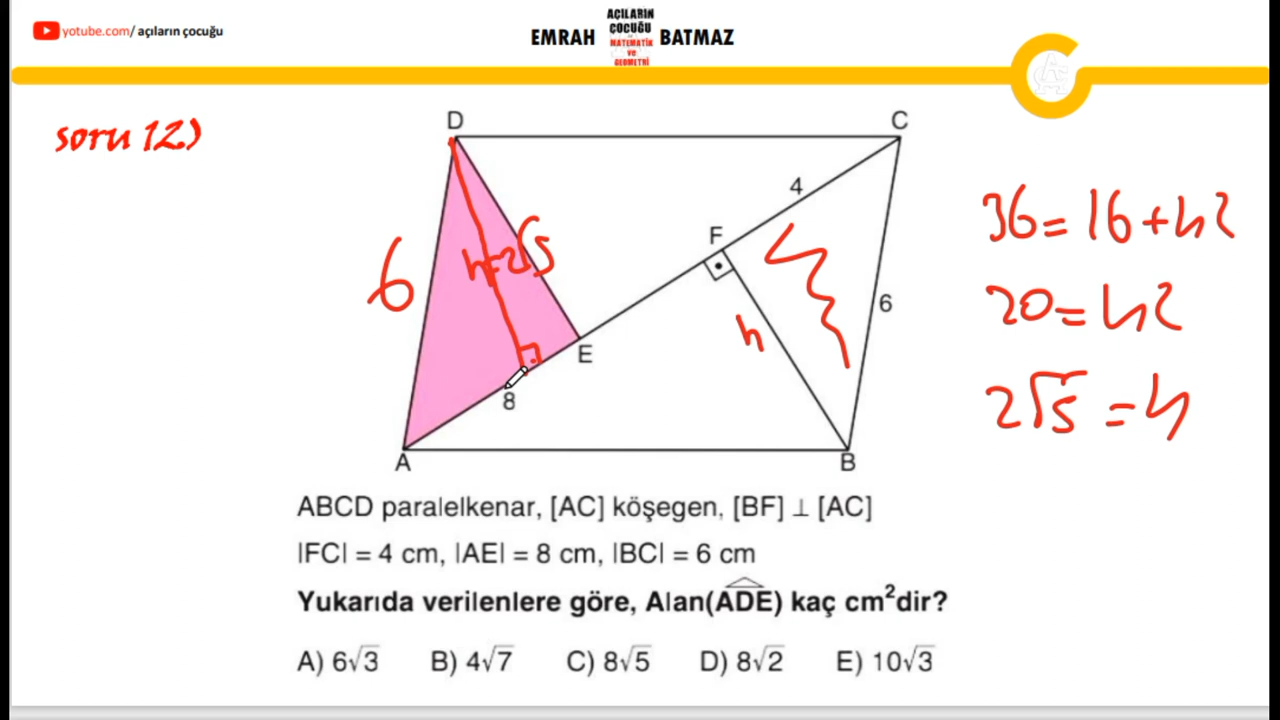 yotube.com/ açıların çocuğu
EMRAH
AÇILARIN
ÇOCUĞU
MATEMATİK
ve
GEOMETRİ
BATMAZ
soru 12)
D
C
4
36=16+h2
F
6
h=2√5
6
20=h2
h
E
8
2√5=h
A
B
ABCD paralelkenar, [AC] köşegen, [BF] ⊥ [AC]
|FC| = 4 cm, |AE| = 8 cm, |BC| = 6 cm
Yukarıda verilenlere göre, Alan(ADE) kaç cm²dir?
A) 6√3 B) 4√7 C) 8√5 D) 8√2 E) 10√3